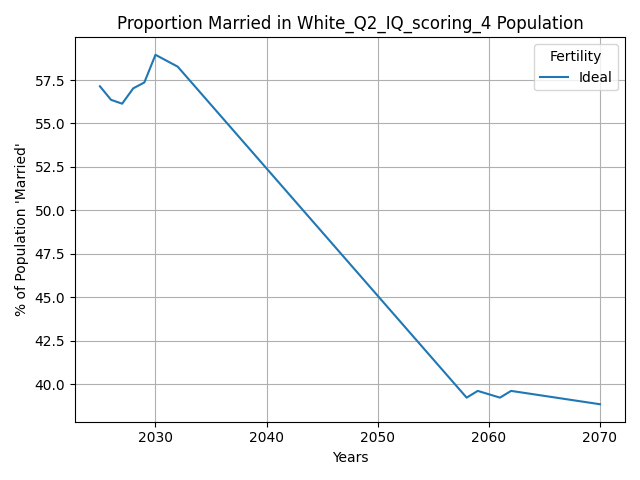 Proportion Married in White_Q2_IQ_scoring_4 Population
Fertility
Ideal
% of Population 'Married'
57.5
55.0
52.5
50.0
47.5
45.0
42.5
40.0
2030
2040
2050
2060
2070
Years